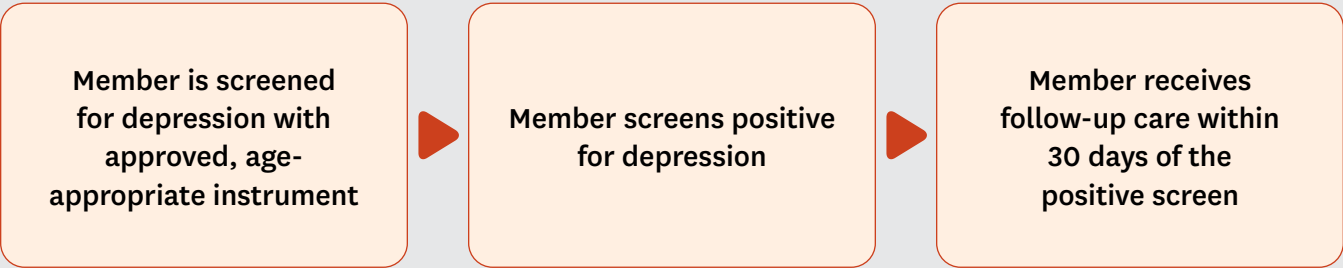 Member is screened
for depression with
approved, age-
appropriate instrument
Member screens positive
for depression
Member receives
follow-up care within
30 days of the
positive screen